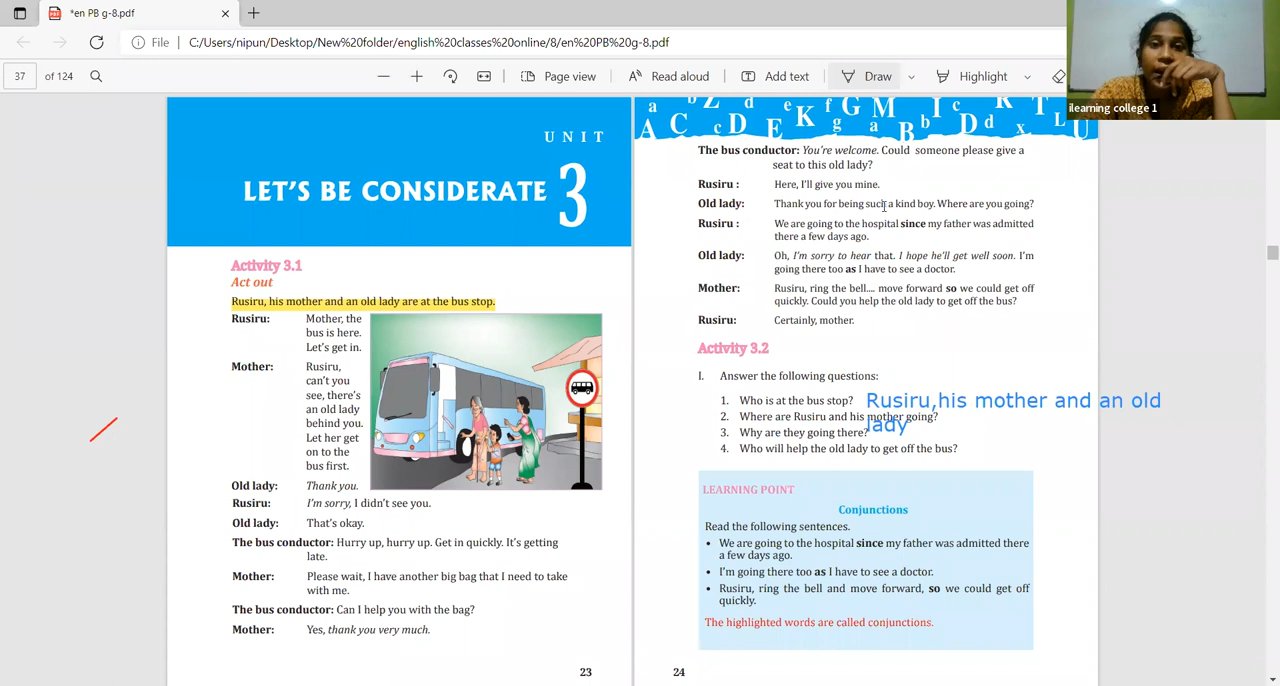 *en PB g-8.pdf
File
C:/Users/nipun/Desktop/New%20folder/english%20classes%20online/8/en%20PB%20g-8.pdf
37
of 124
Page view
Read aloud
Add text
Draw
Highlight
ilearning college 1
UNIT
LET'S BE CONSIDERATE 3
Activity 3.1
Act out
Rusiru, his mother and an old lady are at the bus stop.
Rusiru: Mother, the
bus is here.
Let's get in.
Mother: Rusiru,
can't you
see, there's
an old lady
behind you.
Let her get
on to the
bus first.
Old lady: Thank you.
Rusiru: I'm sorry, I didn't see you.
Old lady: That's okay.
The bus conductor: Hurry up, hurry up. Get in quickly. It's getting
late.
Mother: Please wait, I have another big bag that I need to take
with me.
The bus conductor: Can I help you with the bag?
Mother: Yes, thank you very much.
23
a b Z d e f G M I c R T
A C c D E K g a B b D d x L U
The bus conductor: You're welcome. Could someone please give a
seat to this old lady?
Rusiru : Here, I'll give you mine.
Old lady: Thank you for being such a kind boy. Where are you going?
Rusiru : We are going to the hospital since my father was admitted
there a few days ago.
Old lady: Oh, I'm sorry to hear that. I hope he'll get well soon. I'm
going there too as I have to see a doctor.
Mother: Rusiru, ring the bell.... move forward so we could get off
quickly. Could you help the old lady to get off the bus?
Rusiru: Certainly, mother.
Activity 3.2
I. Answer the following questions:
1. Who is at the bus stop? Rusiru,his mother and an old
2. Where are Rusiru and his mother going?
lady
3. Why are they going there?
4. Who will help the old lady to get off the bus?
LEARNING POINT
Conjunctions
Read the following sentences.
• We are going to the hospital since my father was admitted there
a few days ago.
• I'm going there too as I have to see a doctor.
• Rusiru, ring the bell and move forward, so we could get off
quickly.
The highlighted words are called conjunctions.
24